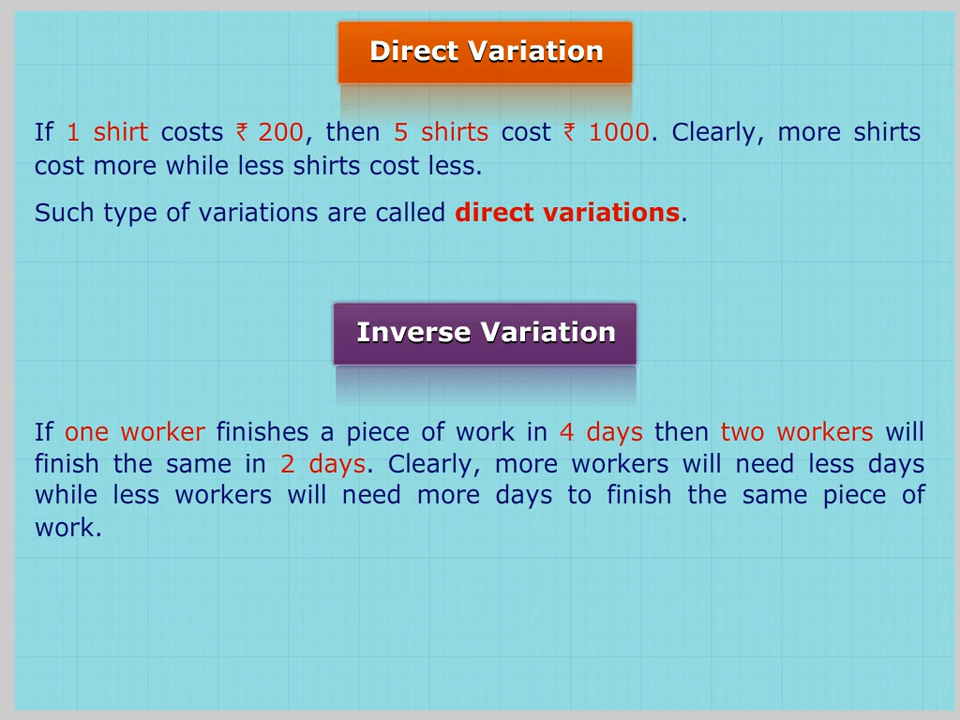 Direct Variation
If 1 shirt costs ₹ 200, then 5 shirts cost ₹ 1000. Clearly, more shirts
cost more while less shirts cost less.
Such type of variations are called direct variations.
Inverse Variation
If one worker finishes a piece of work in 4 days then two workers will
finish the same in 2 days. Clearly, more workers will need less days
while less workers will need more days to finish the same piece of
work.